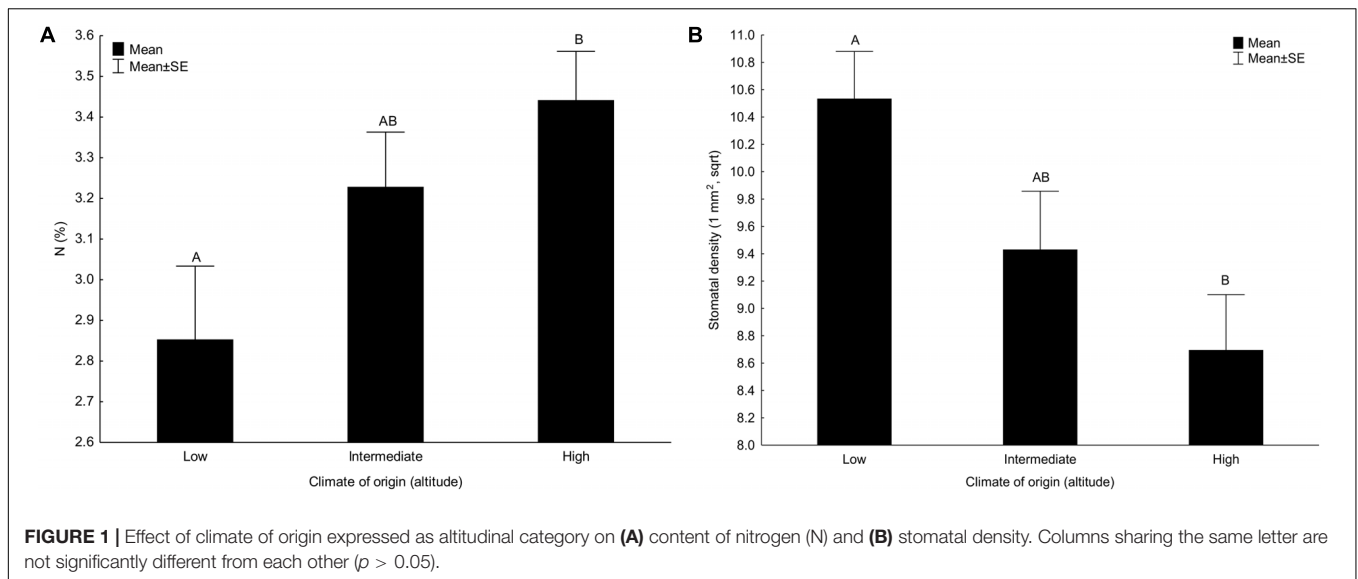 A
3.6
3.5
3.4
3.3
3.2
3.1
3.0
2.9
2.8
2.7
2.6
N (%)
Mean
Mean±SE
A
AB
B
Low Intermediate High
Climate of origin (altitude)
B
11.0
10.8
10.6
10.4
10.2
10.0
9.8
9.6
9.4
9.2
9.0
8.8
8.6
8.4
8.2
8.0
Stomatal density (1 mm², sqrt)
Mean
Mean±SE
A
AB
B
Low Intermediate High
Climate of origin (altitude)
FIGURE 1 | Effect of climate of origin expressed as altitudinal category on (A) content of nitrogen (N) and (B) stomatal density. Columns sharing the same letter are
not significantly different from each other (p > 0.05).